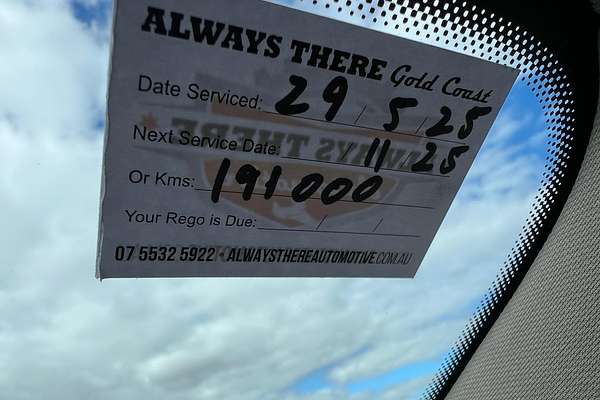 ALWAYS THERE Gold Coast
Date Serviced: 29 / 5 / 25
Next Service Date: 11 25
Or Kms: 191000
Your Rego is Due: / /
07 5532 5922 • ALWAYSTHEREAUTOMOTIVE.COM.AU